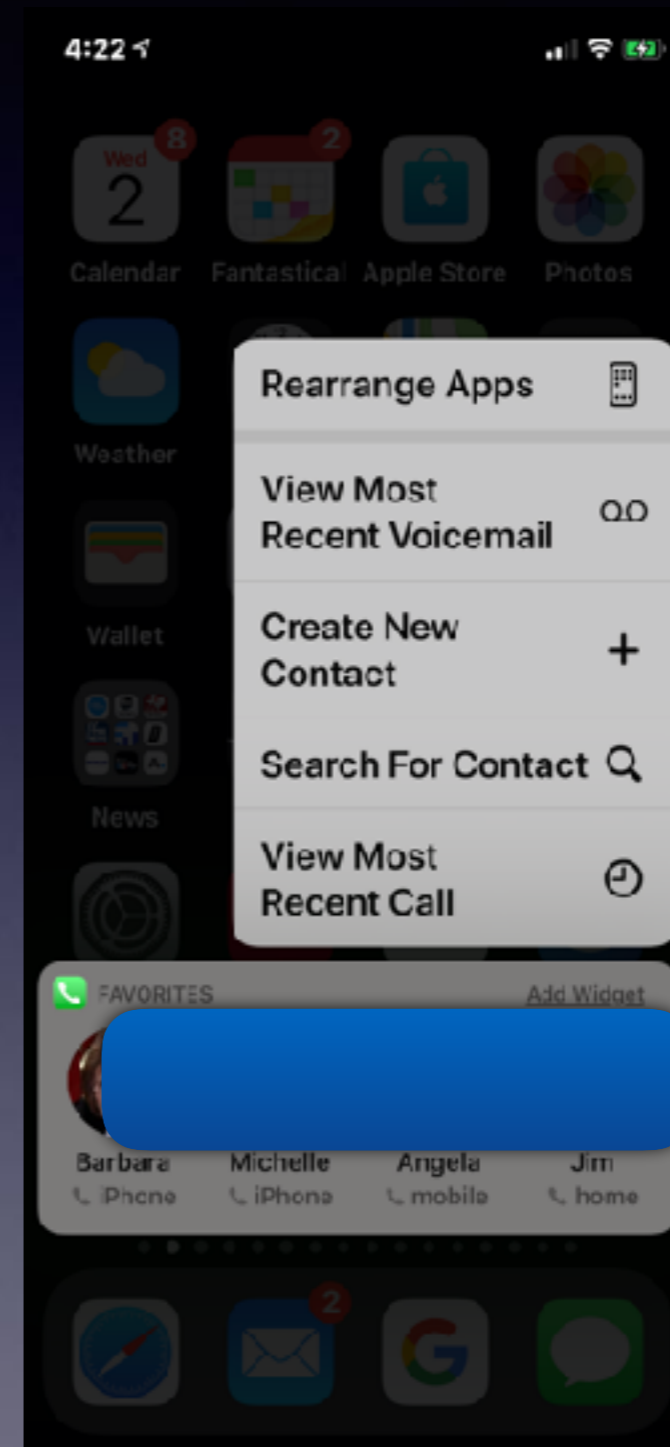 4:22
8
2
Wed
2
Calendar Fantastical Apple Store Photos
Rearrange Apps
Weather
View Most
Recent Voicemail
Wallet
Create New
Contact
Search For Contact
News
View Most
Recent Call
FAVORITES Add Widget
Barbara Michelle Angela Jim
iPhone iPhone mobile home
2
G